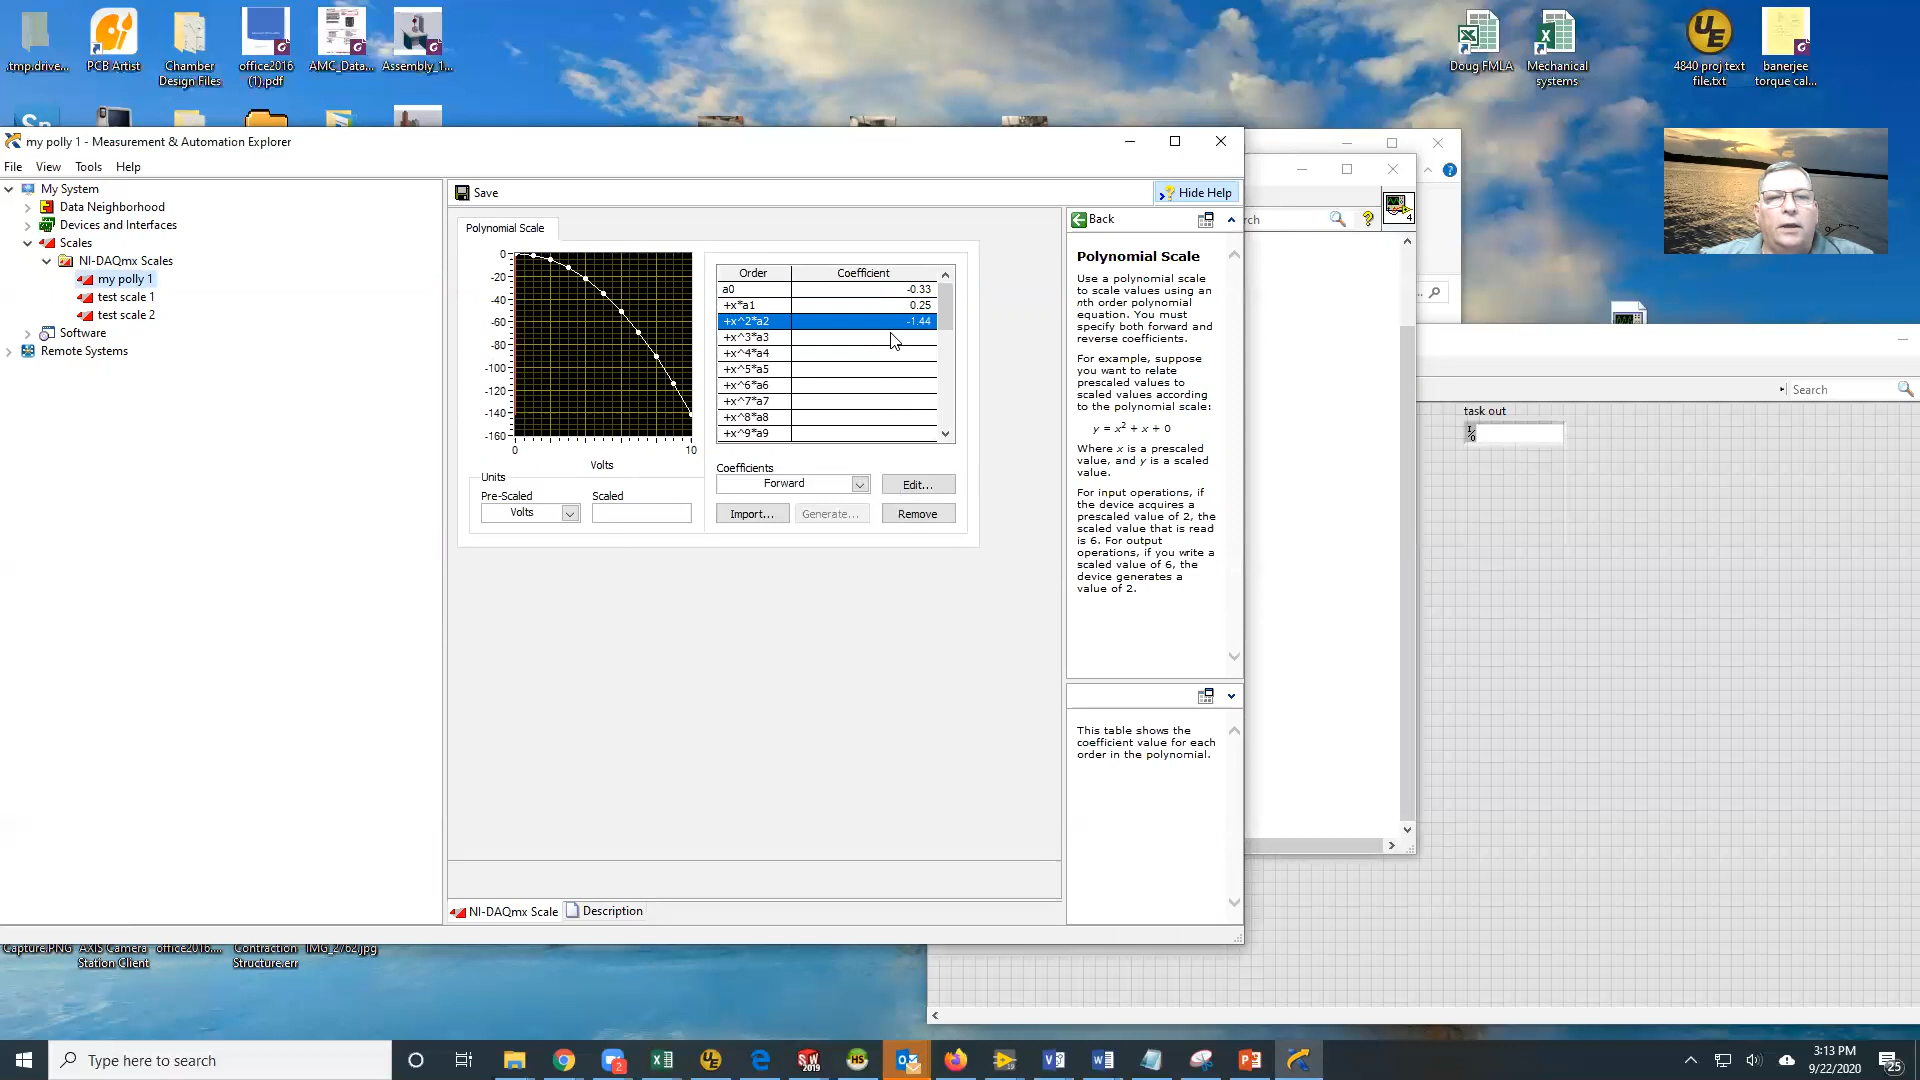 .tmp.drive...
PCB Artist
Chamber
Design Files
office2016
(1).pdf
AMC_Data...
Assembly_1...
Doug FMLA
Mechanical
systems
4840 proj text
file.txt
banerjee
torque cal...
my polly 1 - Measurement & Automation Explorer
File View Tools Help
My System
Data Neighborhood
Devices and Interfaces
Scales
NI-DAQmx Scales
my polly 1
test scale 1
test scale 2
Software
Remote Systems
Save
Hide Help
Polynomial Scale
0
-20
-40
-60
-80
-100
-120
-140
-160
0 10
Volts
Order Coefficient
a0 -0.33
+x*a1 0.25
+x^2*a2 -1.44
+x^3*a3
+x^4*a4
+x^5*a5
+x^6*a6
+x^7*a7
+x^8*a8
+x^9*a9
Units
Pre-Scaled Scaled
Volts
Coefficients
Forward
Edit...
Import... Generate... Remove
NI-DAQmx Scale Description
Back
Polynomial Scale
Use a polynomial scale
to scale values using an
nth order polynomial
equation. You must
specify both forward and
reverse coefficients.
For example, suppose
you want to relate
prescaled values to
scaled values according
to the polynomial scale:
y = x² + x + 0
Where x is a prescaled
value, and y is a scaled
value.
For input operations, if
the device acquires a
prescaled value of 2, the
scaled value that is read
is 6. For output
operations, if you write a
scaled value of 6, the
device generates a
value of 2.
This table shows the
coefficient value for each
order in the polynomial.
rch
4
task out
Search
Capture.PNG
AXIS Camera
Station Client
office2016....
Contraction
Structure.err
IMG_2762.jpg
Type here to search
2
SW
2019
HS
3:13 PM
9/22/2020
25